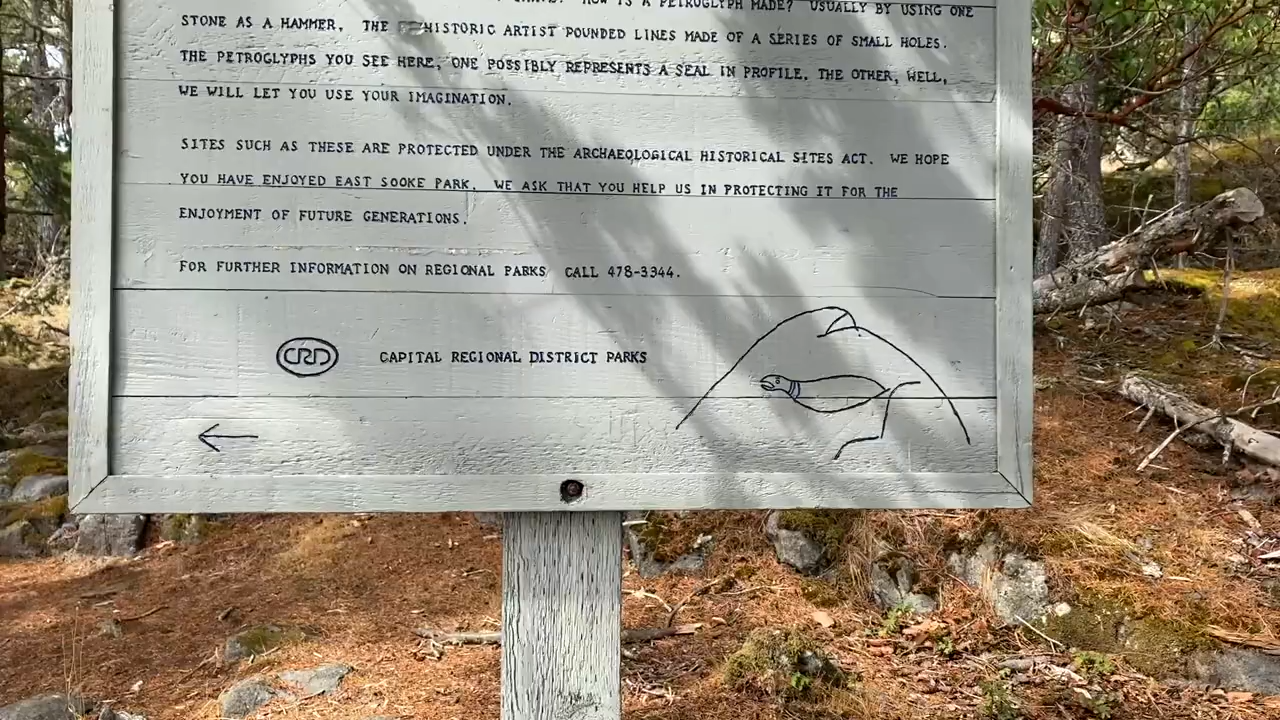 HOW IS A PETROGLYPH MADE? USUALLY BY USING ONE
STONE AS A HAMMER, THE PREHISTORIC ARTIST POUNDED LINES MADE OF A SERIES OF SMALL HOLES.
THE PETROGLYPHS YOU SEE HERE, ONE POSSIBLY REPRESENTS A SEAL IN PROFILE, THE OTHER, WELL,
WE WILL LET YOU USE YOUR IMAGINATION.
SITES SUCH AS THESE ARE PROTECTED UNDER THE ARCHAEOLOGICAL HISTORICAL SITES ACT. WE HOPE
YOU HAVE ENJOYED EAST SOOKE PARK. WE ASK THAT YOU HELP US IN PROTECTING IT FOR THE
ENJOYMENT OF FUTURE GENERATIONS.
FOR FURTHER INFORMATION ON REGIONAL PARKS CALL 478-3344.
CRD CAPITAL REGIONAL DISTRICT PARKS